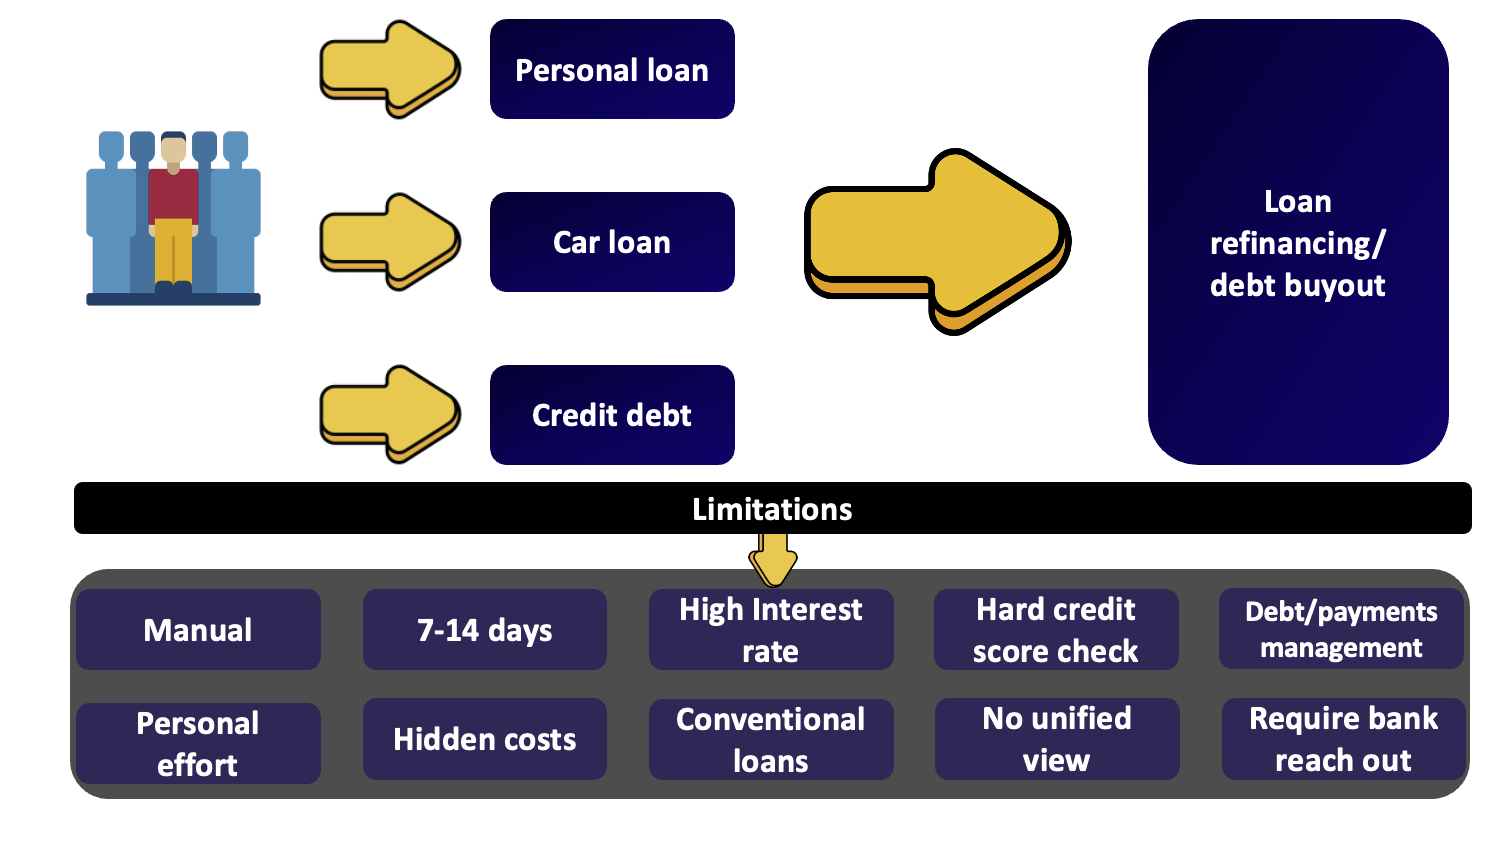 Personal loan
Car loan
Credit debt
Loan
refinancing/
debt buyout
Limitations
Manual
7-14 days
High Interest
rate
Hard credit
score check
Debt/payments
management
Personal
effort
Hidden costs
Conventional
loans
No unified
view
Require bank
reach out